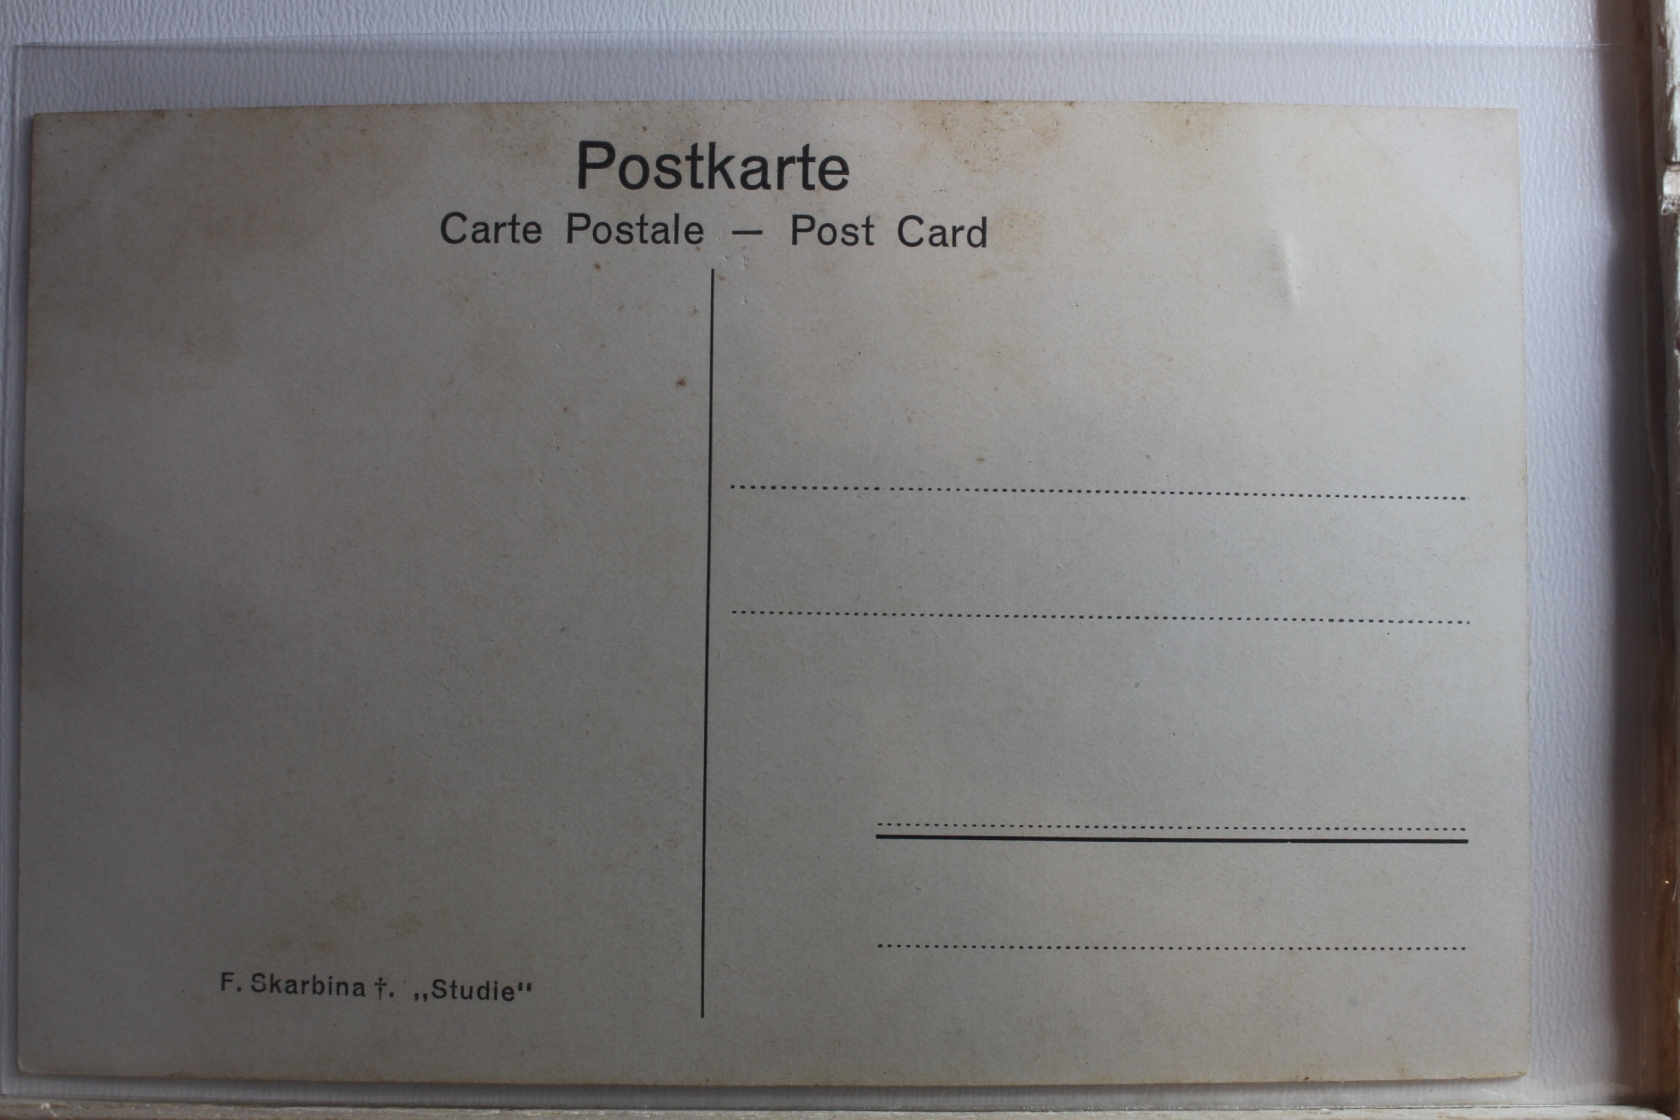 Postkarte
Carte Postale — Post Card
F. Skarbina †. „Studie“